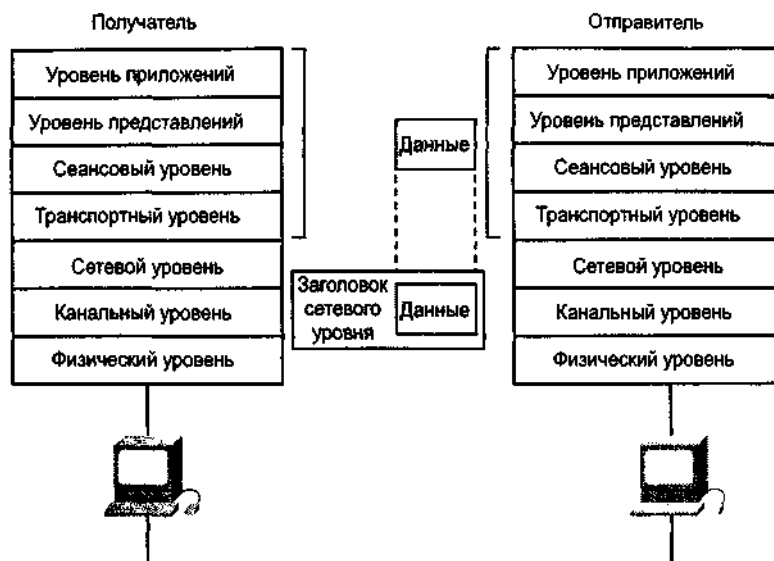 Получатель
Уровень приложений
Уровень представлений
Сеансовый уровень
Транспортный уровень
Сетевой уровень
Канальный уровень
Физический уровень
Данные
Заголовок
сетевого
уровня
Данные
Отправитель
Уровень приложений
Уровень представлений
Сеансовый уровень
Транспортный уровень
Сетевой уровень
Канальный уровень
Физический уровень